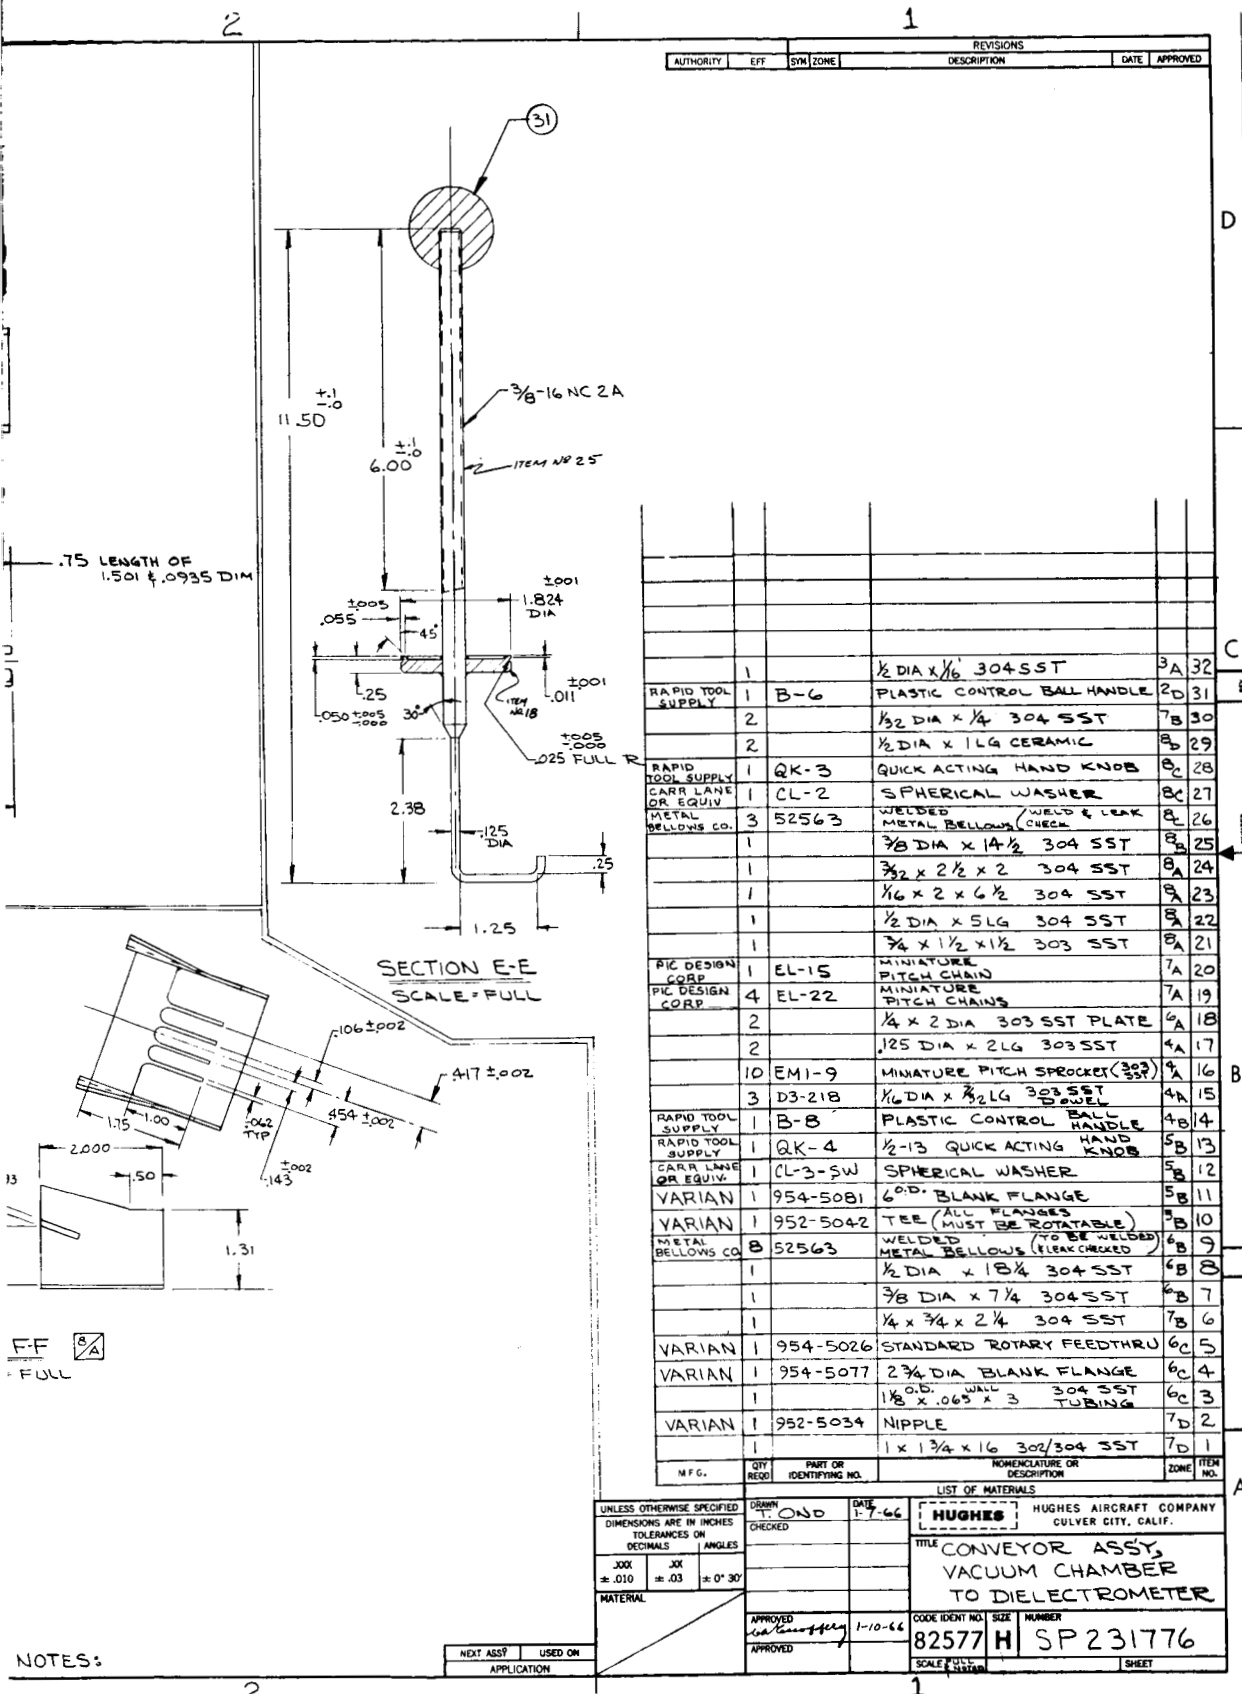 2
1
REVISIONS
AUTHORITY EFF SYM ZONE DESCRIPTION DATE APPROVED
D
31
3/8-16 NC 2A
+.1
-.0
11.50
+.1
-.0
6.00
ITEM Nº 25
.75 LENGTH OF
1.501 & .0935 DIM
±.001
1.824
DIA
±.005
.055
45°
.25
.050 +.005
-.000
30°
ITEM
Nº 18
±.001
.011
+.005
-.000
.025 FULL R
2.38
.125
DIA
.25
1.25
SECTION E-E
SCALE = FULL
C
B
A
.106 ±.002
.417 ±.002
.454 ±.002
.062
TYP
±.002
.143
1.75
1.00
2.000
.50
1.31
F-F 8/A
= FULL
1 1/2 DIA x 1/16 304 SST 3A 32
RAPID TOOL SUPPLY 1 B-6 PLASTIC CONTROL BALL HANDLE 2D 31
2 1/32 DIA x 1/4 304 SST 7B 30
2 1/2 DIA x 1 LG CERAMIC 8D 29
RAPID TOOL SUPPLY 1 QK-3 QUICK ACTING HAND KNOB 8C 28
CARR LANE OR EQUIV 1 CL-2 SPHERICAL WASHER 8C 27
METAL BELLOWS CO. 3 52563 WELDED METAL BELLOWS (WELD & LEAK CHECK 8C 26
1 3/8 DIA x 14 1/2 304 SST 8B 25
1 3/32 x 2 1/2 x 2 304 SST 8A 24
1 1/16 x 2 x 6 1/2 304 SST 8A 23
1 1/2 DIA x 5 LG 304 SST 8A 22
1 3/4 x 1 1/2 x 1 1/2 303 SST 8A 21
PIC DESIGN CORP 1 EL-15 MINIATURE PITCH CHAIN 7A 20
PIC DESIGN CORP 4 EL-22 MINIATURE PITCH CHAINS 7A 19
2 1/4 x 2 DIA 303 SST PLATE 6A 18
2 .125 DIA x 2 LG 303 SST 4A 17
10 EM1-9 MINIATURE PITCH SPROCKET (303 SST) 4A 16
3 D3-218 1/16 DIA x 7/32 LG 303 SST DOWEL 4A 15
RAPID TOOL SUPPLY 1 B-8 PLASTIC CONTROL BALL HANDLE 4B 14
RAPID TOOL SUPPLY 1 QK-4 1/2-13 QUICK ACTING HAND KNOB 5B 13
CARR LANE OR EQUIV. 1 CL-3-SW SPHERICAL WASHER 5B 12
VARIAN 1 954-5081 6 O.D. BLANK FLANGE 5B 11
VARIAN 1 952-5042 TEE (ALL FLANGES MUST BE ROTATABLE) 5B 10
METAL BELLOWS CO 8 52563 WELDED METAL BELLOWS (TO BE WELDED & LEAK CHECKED) 6B 9
1 1/2 DIA x 18 1/4 304 SST 6B 8
1 3/8 DIA x 7 1/4 304 SST 6B 7
1 1/4 x 3/4 x 2 1/4 304 SST 7B 6
VARIAN 1 954-5026 STANDARD ROTARY FEEDTHRU 6C 5
VARIAN 1 954-5077 2 3/4 DIA BLANK FLANGE 6C 4
1 1 1/8 O.D. x .065 WALL x 3 304 SST TUBING 6C 3
VARIAN 1 952-5034 NIPPLE 7D 2
1 1 x 1 3/4 x 16 302/304 SST 7D 1
MFG. QTY REQD PART OR IDENTIFYING NO. NOMENCLATURE OR DESCRIPTION ZONE ITEM NO.
LIST OF MATERIALS
UNLESS OTHERWISE SPECIFIED
DIMENSIONS ARE IN INCHES
TOLERANCES ON
DECIMALS ANGLES
.XXX .XX
± .010 ± .03 ± 0° 30'
MATERIAL
DRAWN T. OND DATE 1-7-66
CHECKED
APPROVED 1-10-66
APPROVED
HUGHES HUGHES AIRCRAFT COMPANY
CULVER CITY, CALIF.
TITLE CONVEYOR ASSY,
VACUUM CHAMBER
TO DIELECTROMETER
CODE IDENT NO. SIZE NUMBER
82577 H SP 231776
SCALE FULL NOTED SHEET
NEXT ASSY USED ON
APPLICATION
NOTES:
2
1